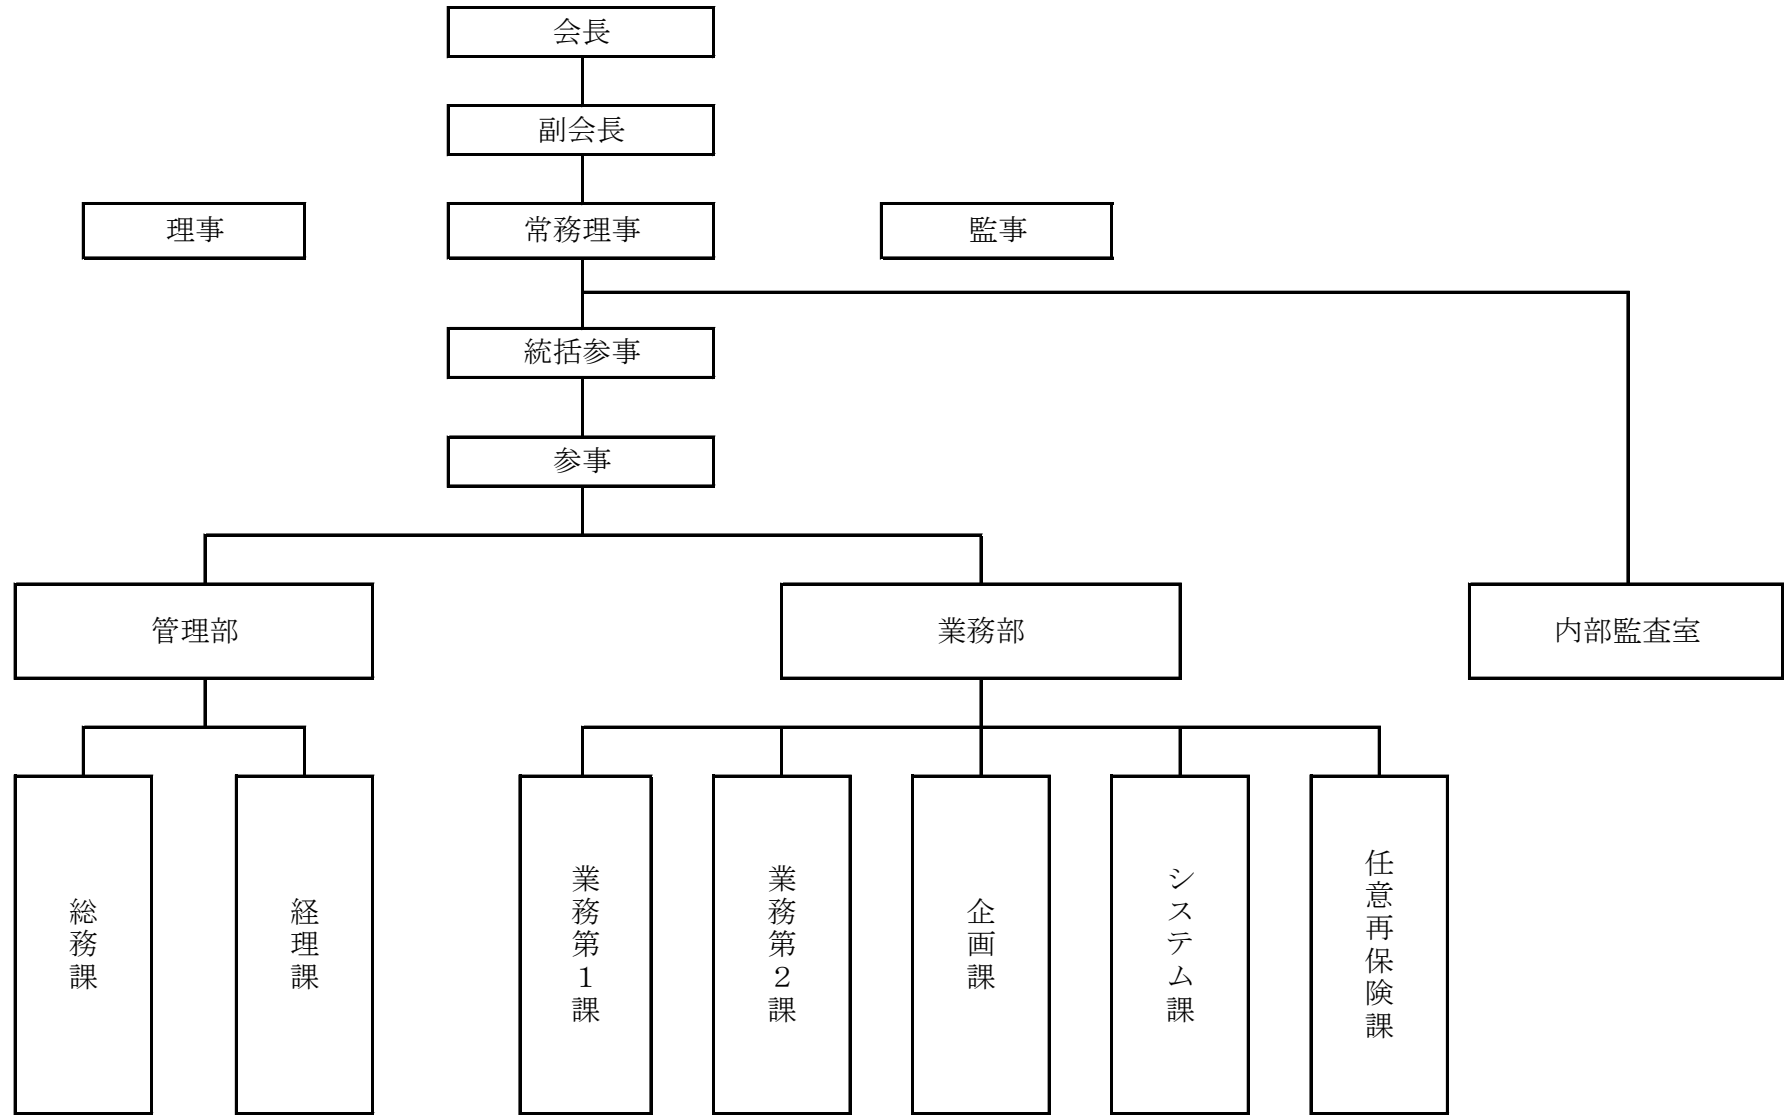 会長
副会長
理事
常務理事
監事
統括参事
参事
管理部
業務部
内部監査室
総務課
経理課
業務第１課
業務第２課
企画課
システム課
任意再保険課